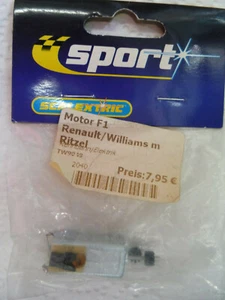 sport
SCALEXTRIC
Motor F1
Renault/Williams m
Ritzel
2040
Preis:7,95 €